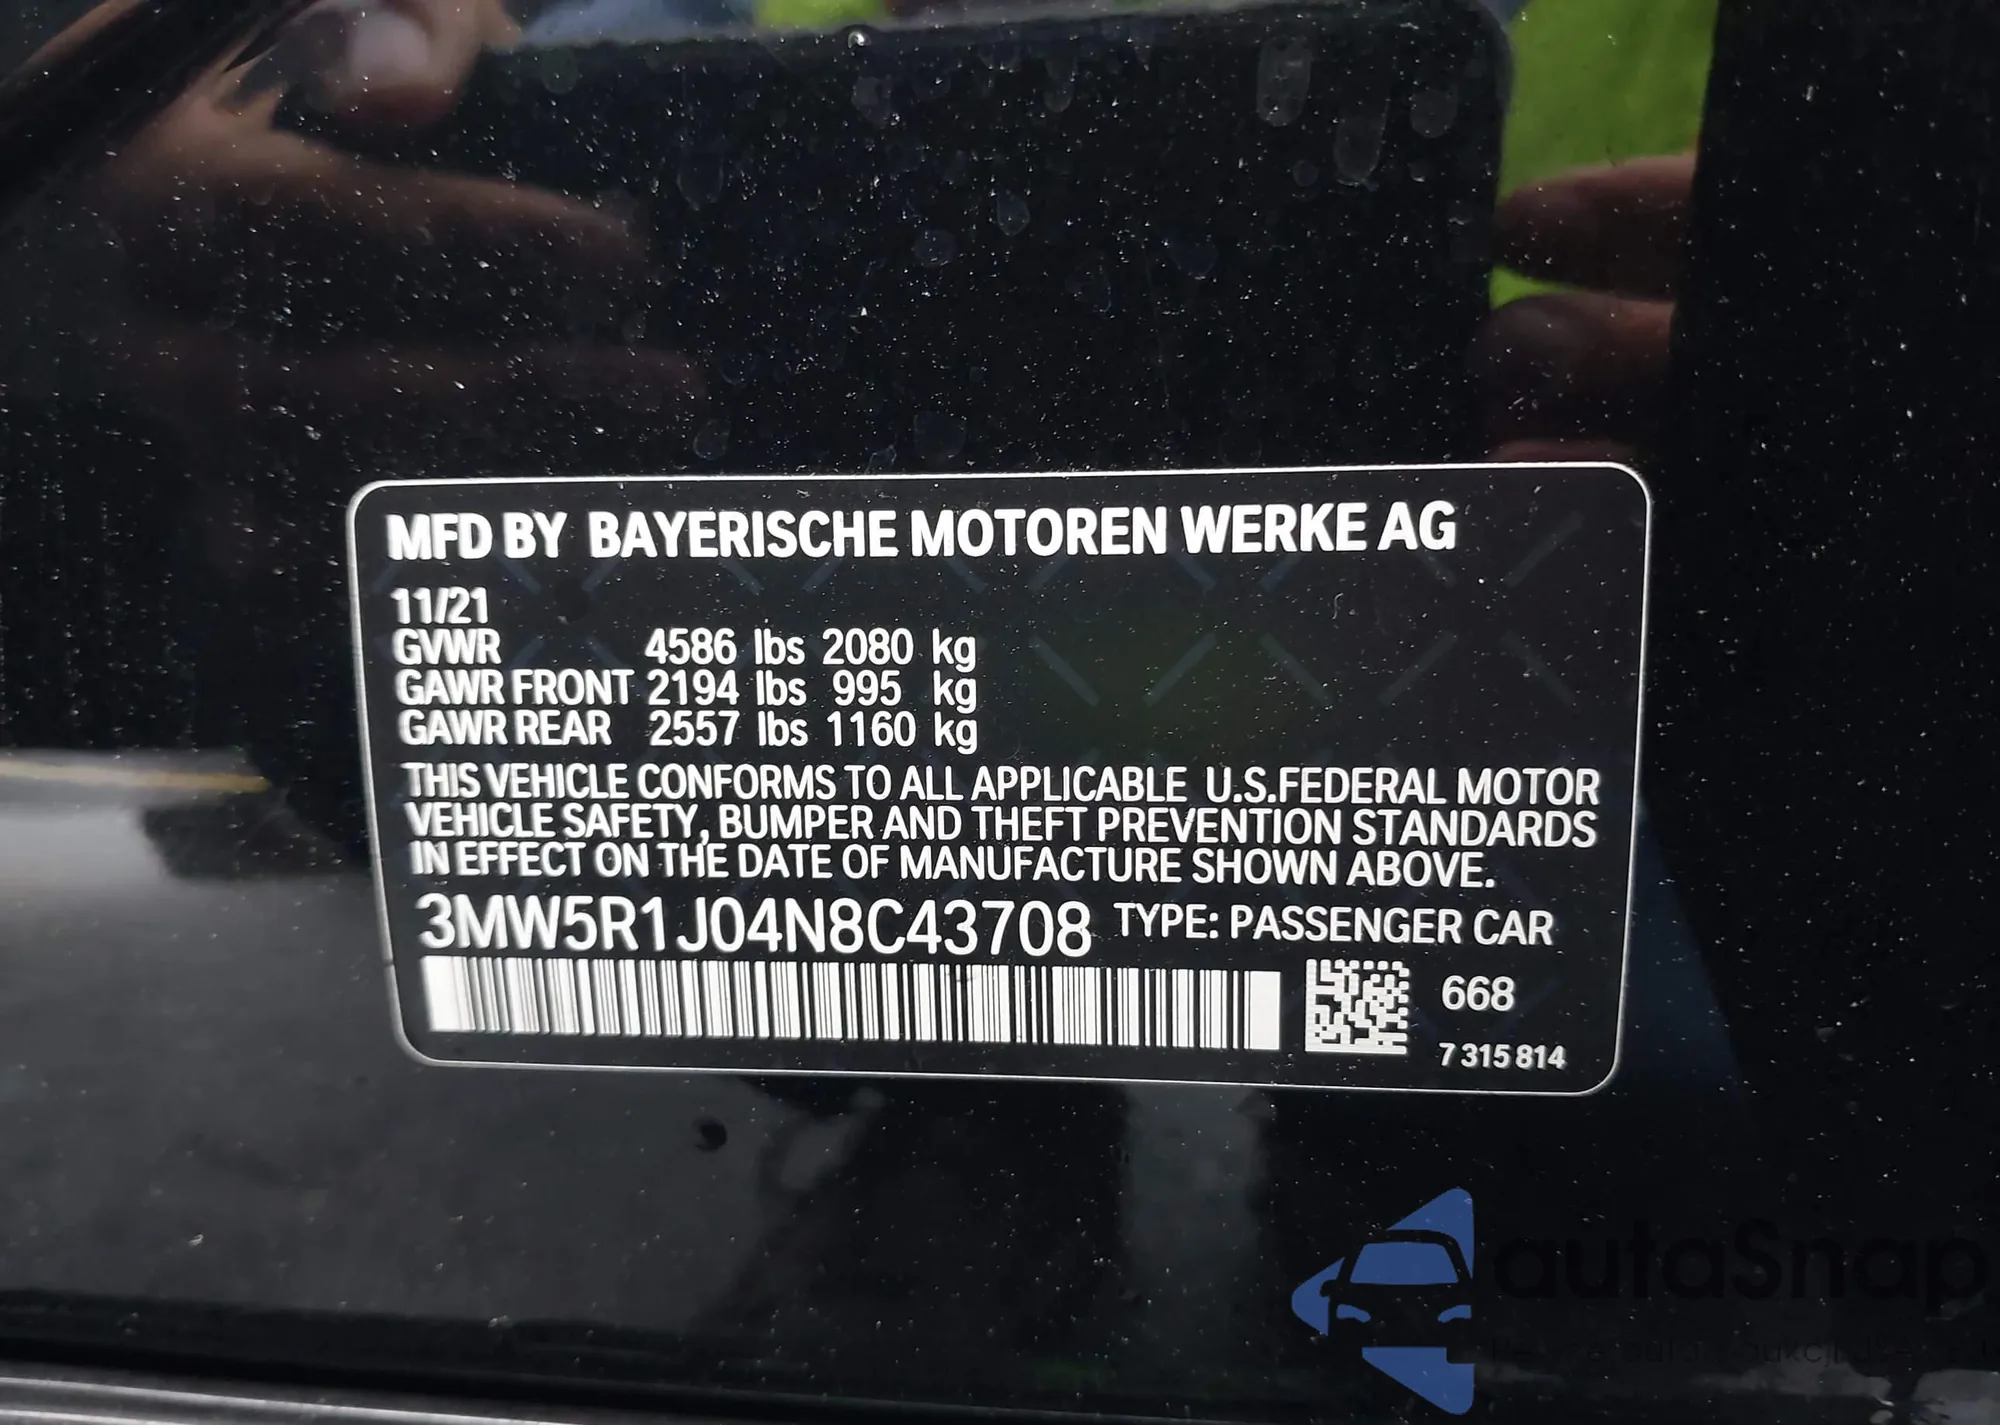 MFD BY BAYERISCHE MOTOREN WERKE AG
11/21
GVWR 4586 lbs 2080 kg
GAWR FRONT 2194 lbs 995 kg
GAWR REAR 2557 lbs 1160 kg
THIS VEHICLE CONFORMS TO ALL APPLICABLE U.S.FEDERAL MOTOR
VEHICLE SAFETY, BUMPER AND THEFT PREVENTION STANDARDS
IN EFFECT ON THE DATE OF MANUFACTURE SHOWN ABOVE.
3MW5R1J04N8C43708 TYPE: PASSENGER CAR
668
7 315 814
autaSnap